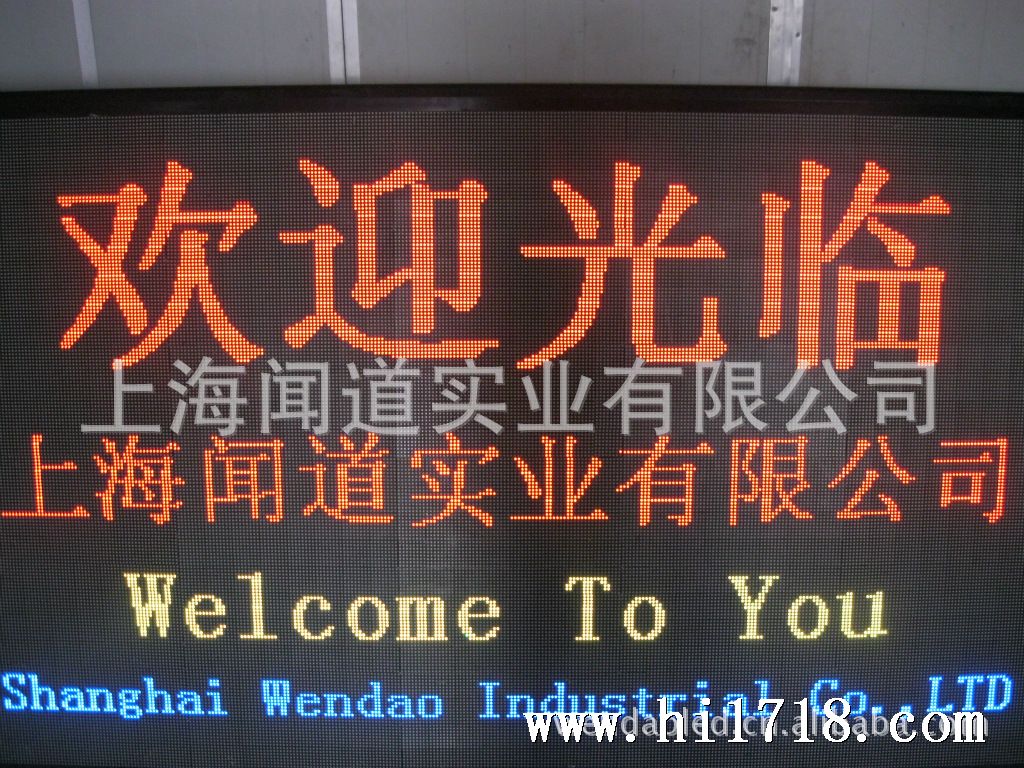 欢迎光临
上海闻道实业有限公司
上海闻道实业有限公司
Welcome To You
Shanghai Wendao Industrial Co.,LTD
www.hi1718.com